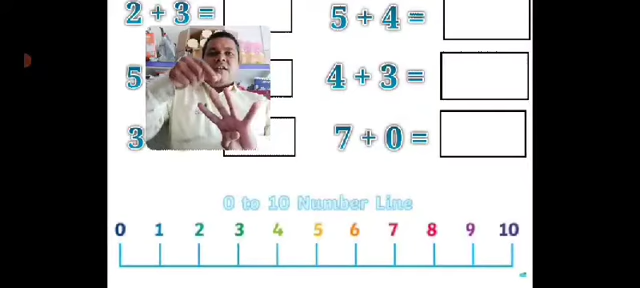 2 + 3 = 5 + 4 =
5 4 + 3 =
3 7 + 0 =
0 to 10 Number Line
0 1 2 3 4 5 6 7 8 9 10